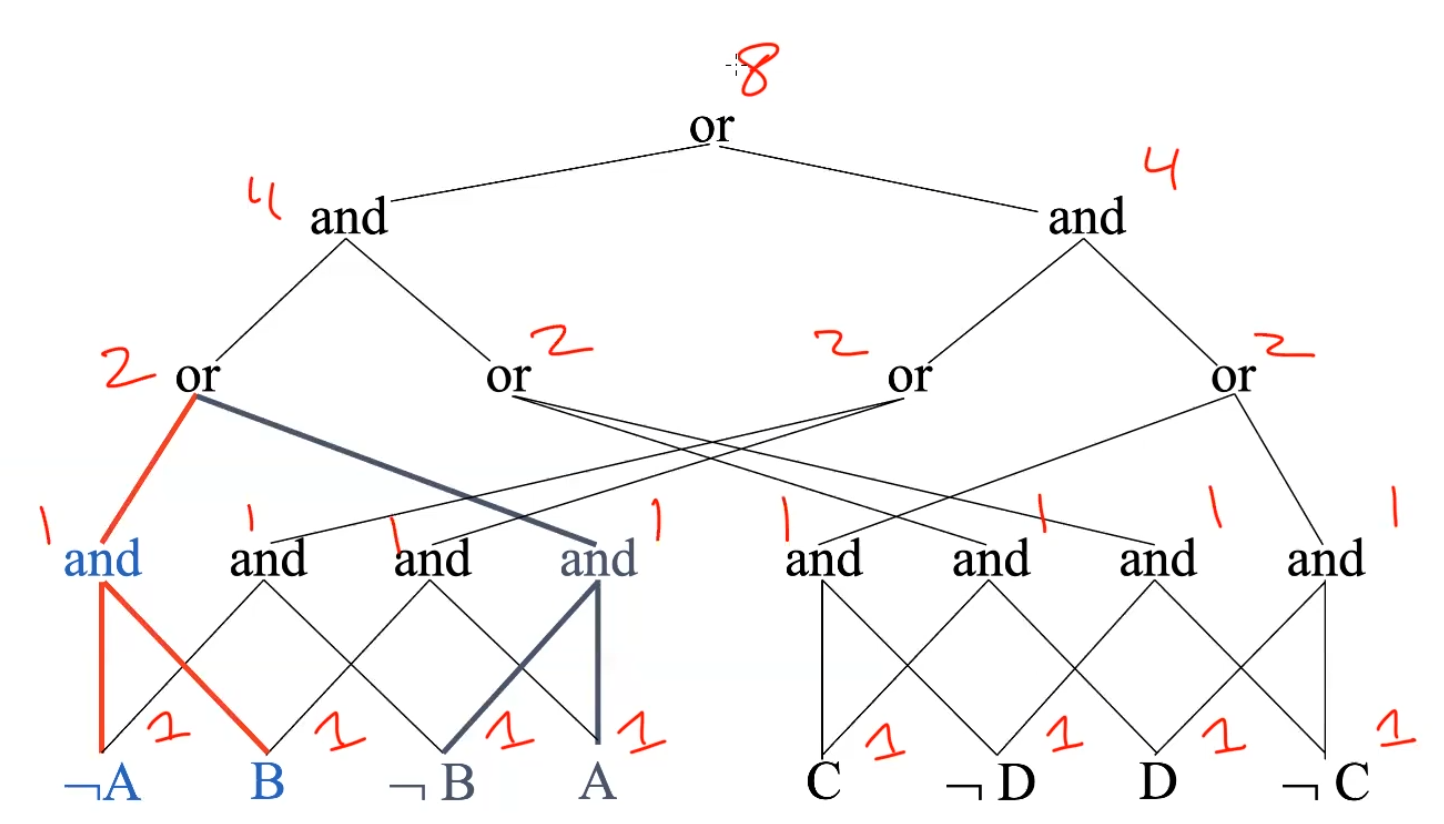 8
or
4 and and 4
2 or or 2 2 or or 2
1 1 1 1 1 1 1 1
and and and and and and and and
1 1 1 1 1 1 1 1
¬A B ¬ B A C ¬ D D ¬ C